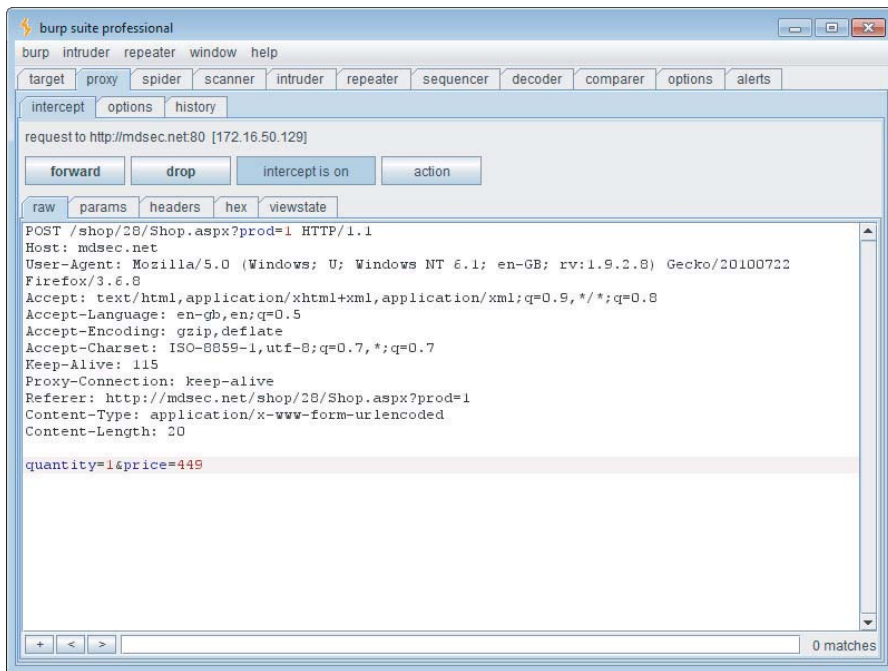 burp suite professional
burp intruder repeater window help
target proxy spider scanner intruder repeater sequencer decoder comparer options alerts
intercept options history
request to http://mdsec.net:80 [172.16.50.129]
forward drop intercept is on action
raw params headers hex viewstate
POST /shop/28/Shop.aspx?prod=1 HTTP/1.1
Host: mdsec.net
User-Agent: Mozilla/5.0 (Windows; U; Windows NT 6.1; en-GB; rv:1.9.2.8) Gecko/20100722
Firefox/3.6.8
Accept: text/html,application/xhtml+xml,application/xml;q=0.9,*/*;q=0.8
Accept-Language: en-gb,en;q=0.5
Accept-Encoding: gzip,deflate
Accept-Charset: ISO-8859-1,utf-8;q=0.7,*;q=0.7
Keep-Alive: 115
Proxy-Connection: keep-alive
Referer: http://mdsec.net/shop/28/Shop.aspx?prod=1
Content-Type: application/x-www-form-urlencoded
Content-Length: 20
quantity=1&price=449
+ < > 0 matches